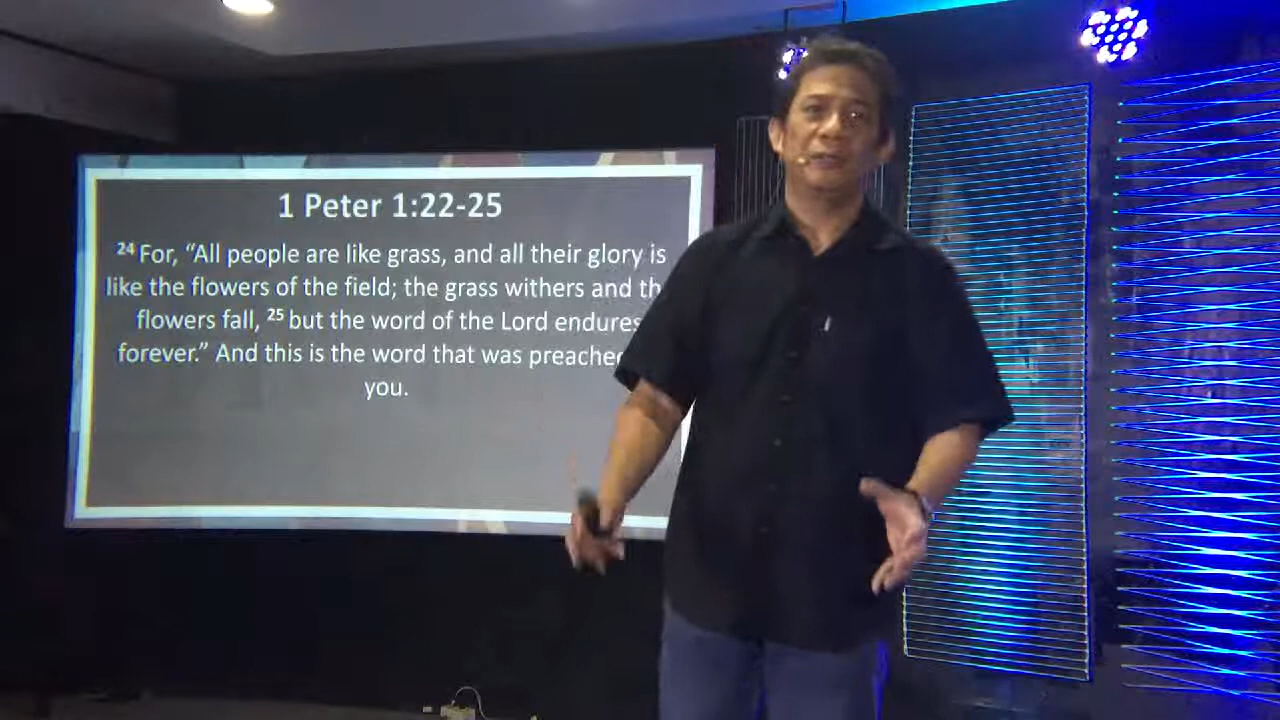 1 Peter 1:22-25
24 For, “All people are like grass, and all their glory is
like the flowers of the field; the grass withers and
flowers fall, 25 but the word of the Lord endures
forever.” And this is the word that was
you.